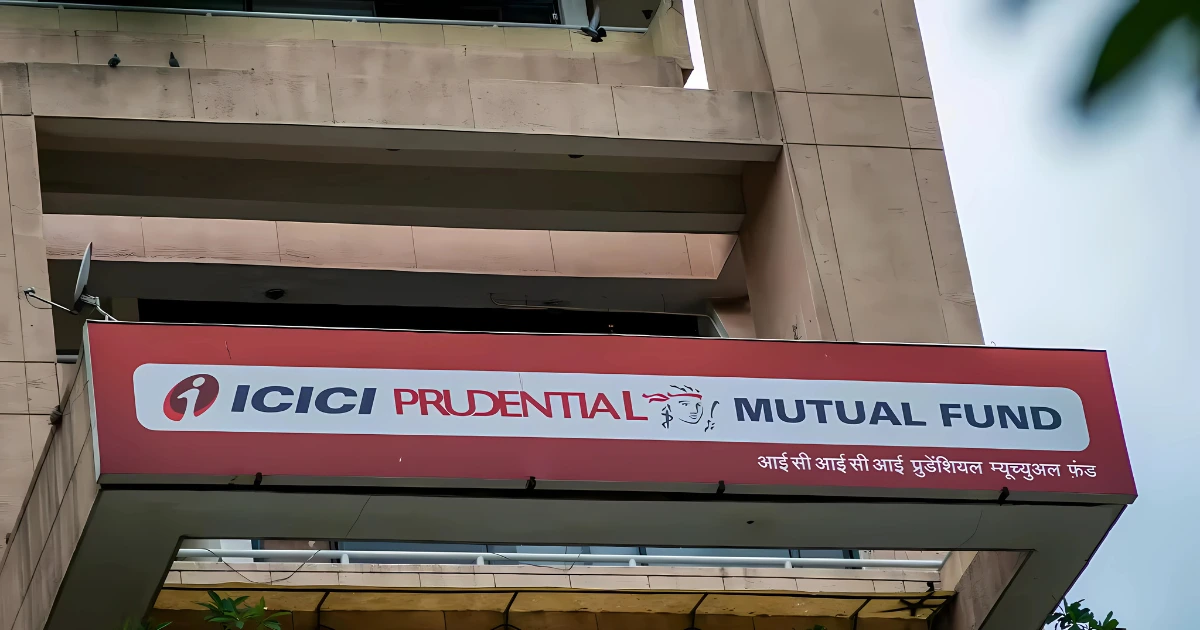 ICICI PRUDENTIAL MUTUAL FUND
आई सी आई सी आई प्रुडेंशियल म्यूच्युअल फ़ंड